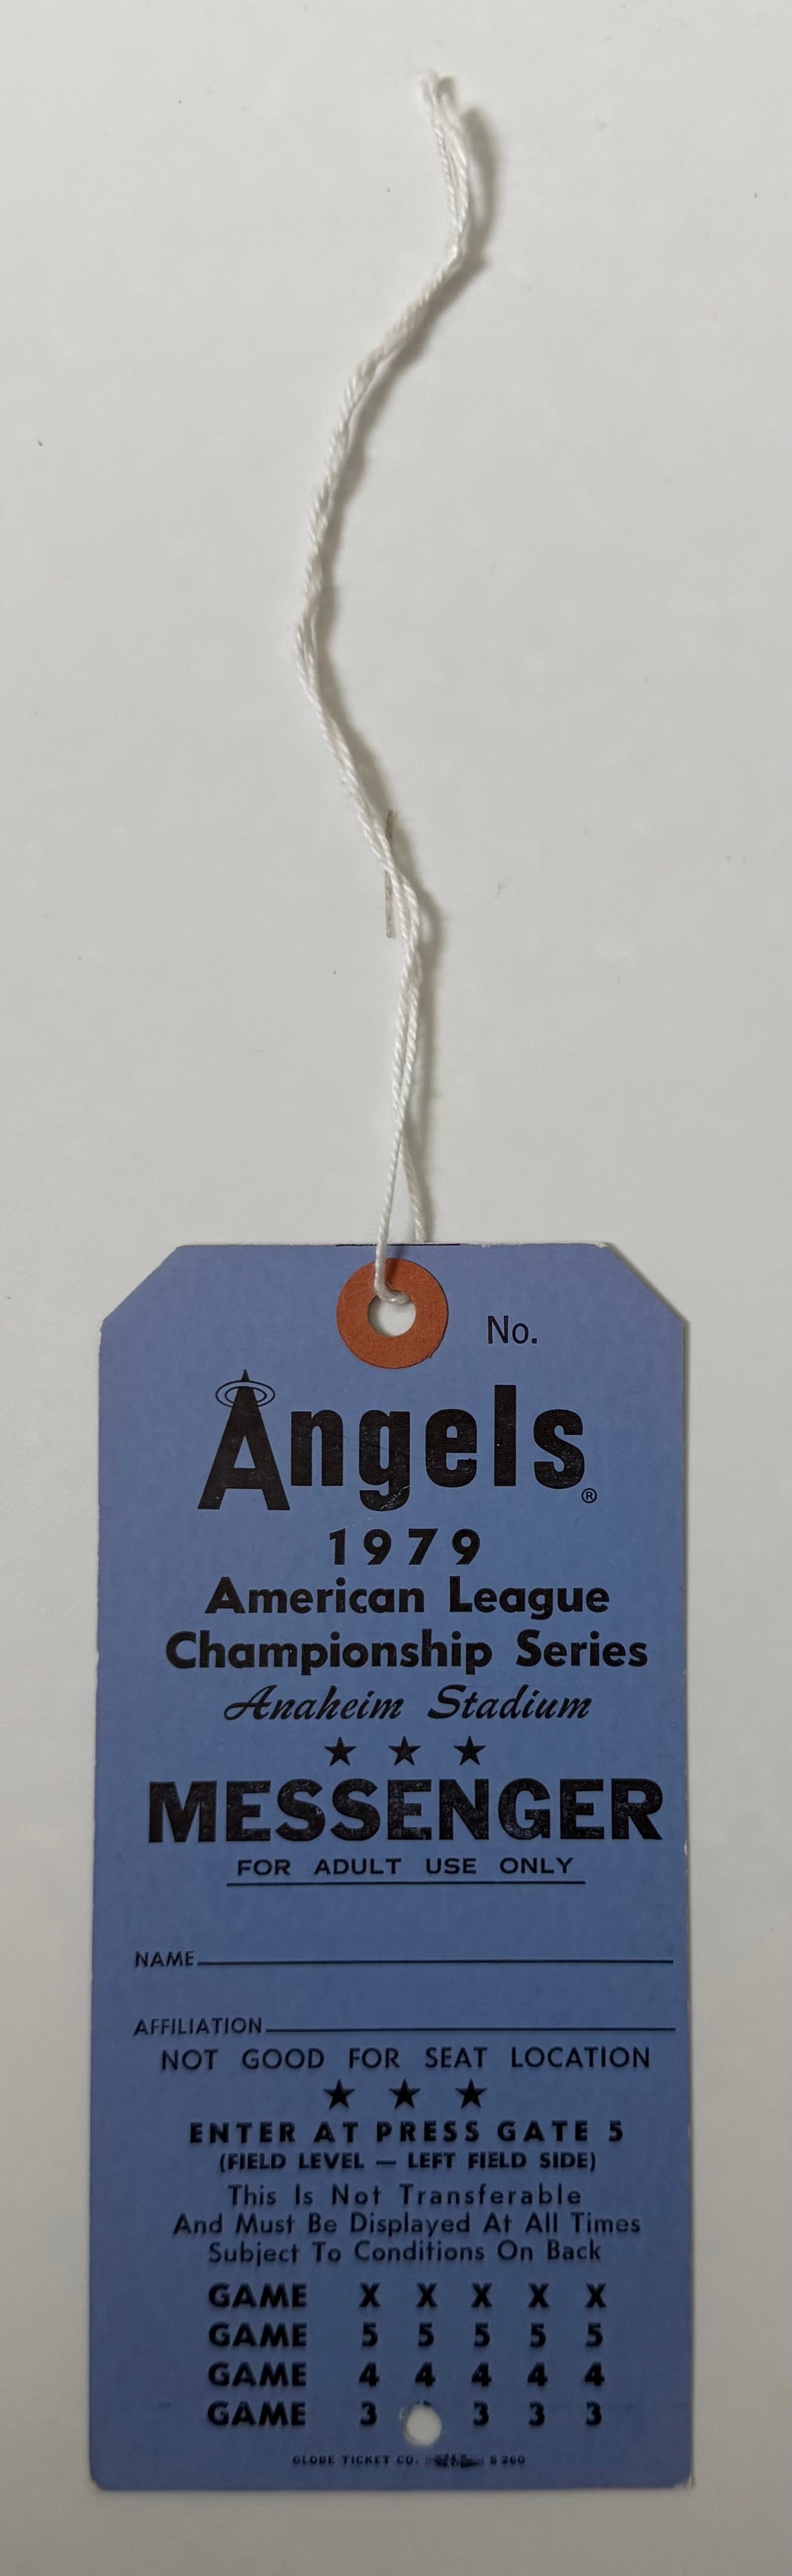 No.
Angels®
1979
American League
Championship Series
Anaheim Stadium
★ ★ ★
MESSENGER
FOR ADULT USE ONLY
NAME
AFFILIATION
NOT GOOD FOR SEAT LOCATION
★ ★ ★
ENTER AT PRESS GATE 5
(FIELD LEVEL — LEFT FIELD SIDE)
This Is Not Transferable
And Must Be Displayed At All Times
Subject To Conditions On Back
GAME X X X X X
GAME 5 5 5 5 5
GAME 4 4 4 4 4
GAME 3 3 3 3
GLOBE TICKET CO. 5260